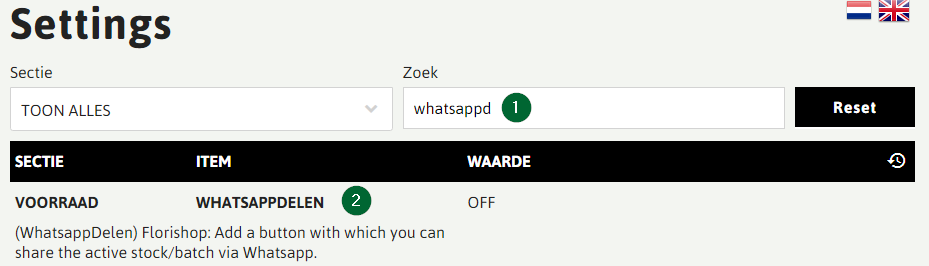 Settings
Sectie Zoek
TOON ALLES whatsappd 1 Reset
SECTIE ITEM WAARDE
VOORRAAD WHATSAPPDELEN 2 OFF
(WhatsappDelen) Florishop: Add a button with which you can
share the active stock/batch via Whatsapp.